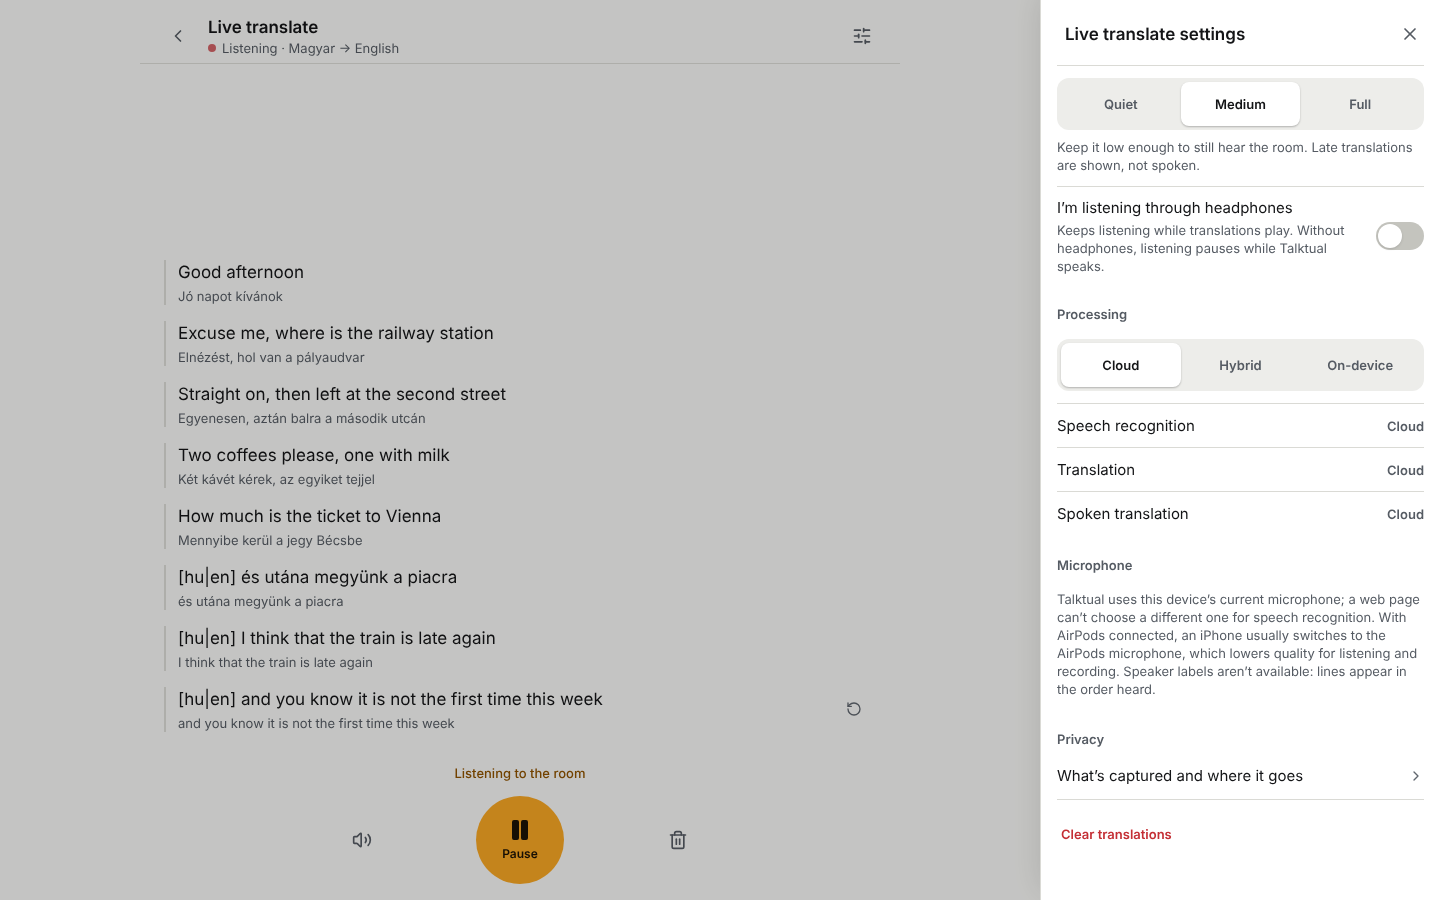 Live translate
Listening · Magyar → English
Good afternoon
Jó napot kívánok
Excuse me, where is the railway station
Elnézést, hol van a pályaudvar
Straight on, then left at the second street
Egyenesen, aztán balra a második utcán
Two coffees please, one with milk
Két kávét kérek, az egyiket tejjel
How much is the ticket to Vienna
Mennyibe kerül a jegy Bécsbe
[hu|en] és utána megyünk a piacra
és utána megyünk a piacra
[hu|en] I think that the train is late again
I think that the train is late again
[hu|en] and you know it is not the first time this week
and you know it is not the first time this week
Listening to the room
Pause
Live translate settings
Quiet
Medium
Full
Keep it low enough to still hear the room. Late translations
are shown, not spoken.
I’m listening through headphones
Keeps listening while translations play. Without
headphones, listening pauses while Talktual
speaks.
Processing
Cloud
Hybrid
On-device
Speech recognition
Cloud
Translation
Cloud
Spoken translation
Cloud
Microphone
Talktual uses this device’s current microphone; a web page
can’t choose a different one for speech recognition. With
AirPods connected, an iPhone usually switches to the
AirPods microphone, which lowers quality for listening and
recording. Speaker labels aren’t available: lines appear in
the order heard.
Privacy
What’s captured and where it goes
Clear translations